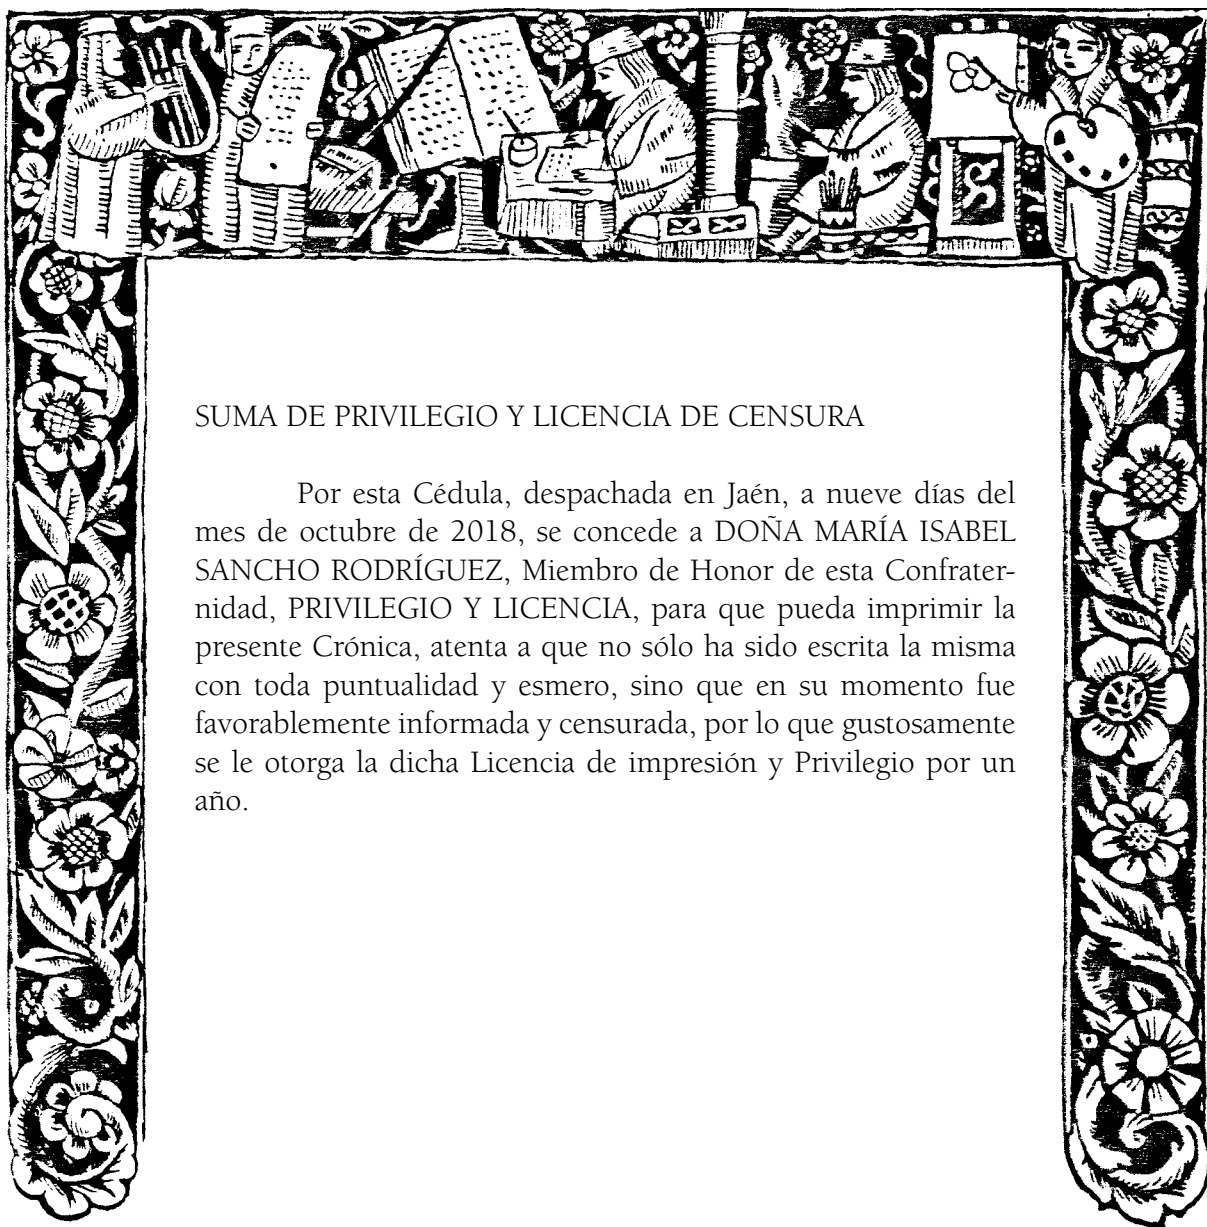 SUMA DE PRIVILEGIO Y LICENCIA DE CENSURA
Por esta Cédula, despachada en Jaén, a nueve días del
mes de octubre de 2018, se concede a DOÑA MARÍA ISABEL
SANCHO RODRÍGUEZ, Miembro de Honor de esta Confrater-
nidad, PRIVILEGIO Y LICENCIA, para que pueda imprimir la
presente Crónica, atenta a que no sólo ha sido escrita la misma
con toda puntualidad y esmero, sino que en su momento fue
favorablemente informada y censurada, por lo que gustosamente
se le otorga la dicha Licencia de impresión y Privilegio por un
año.